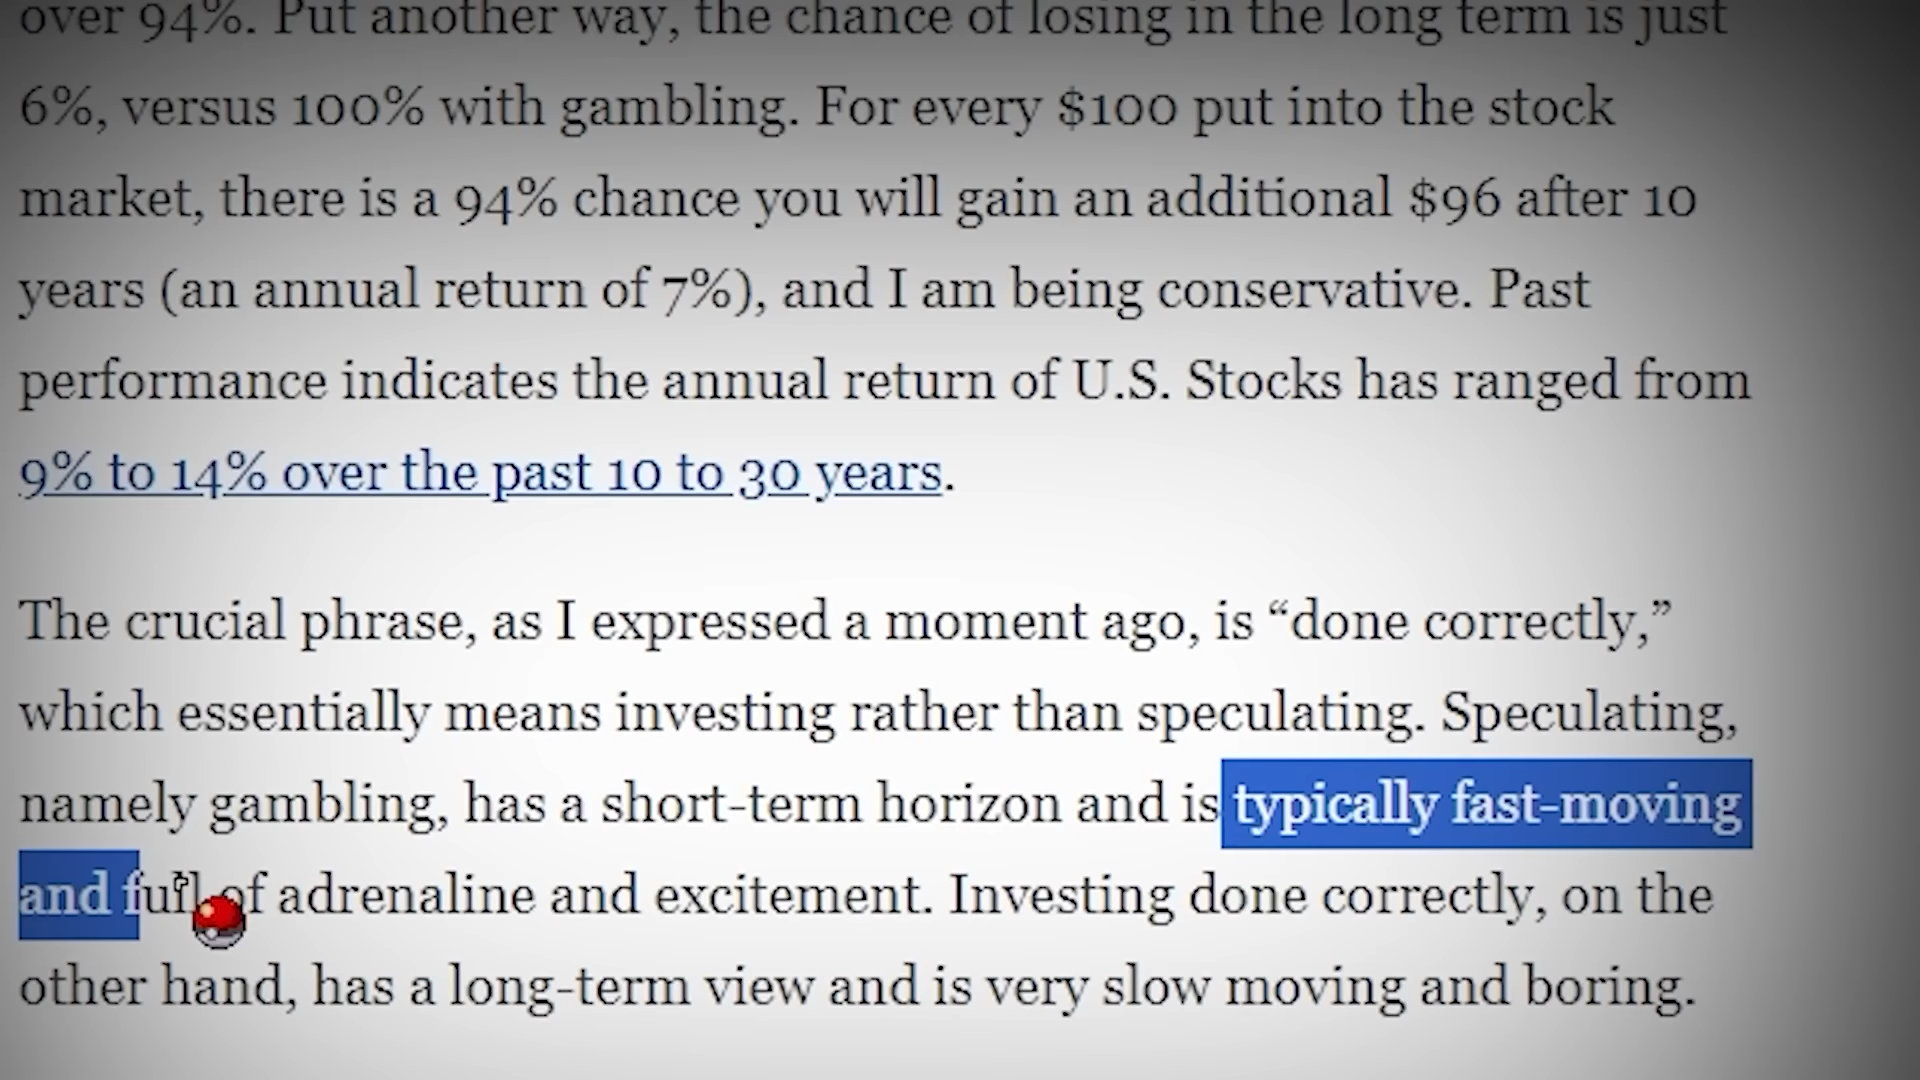 over 94%. Put another way, the chance of losing in the long term is just
6%, versus 100% with gambling. For every $100 put into the stock
market, there is a 94% chance you will gain an additional $96 after 10
years (an annual return of 7%), and I am being conservative. Past
performance indicates the annual return of U.S. Stocks has ranged from
9% to 14% over the past 10 to 30 years.
The crucial phrase, as I expressed a moment ago, is “done correctly,”
which essentially means investing rather than speculating. Speculating,
namely gambling, has a short-term horizon and is typically fast-moving
and full of adrenaline and excitement. Investing done correctly, on the
other hand, has a long-term view and is very slow moving and boring.